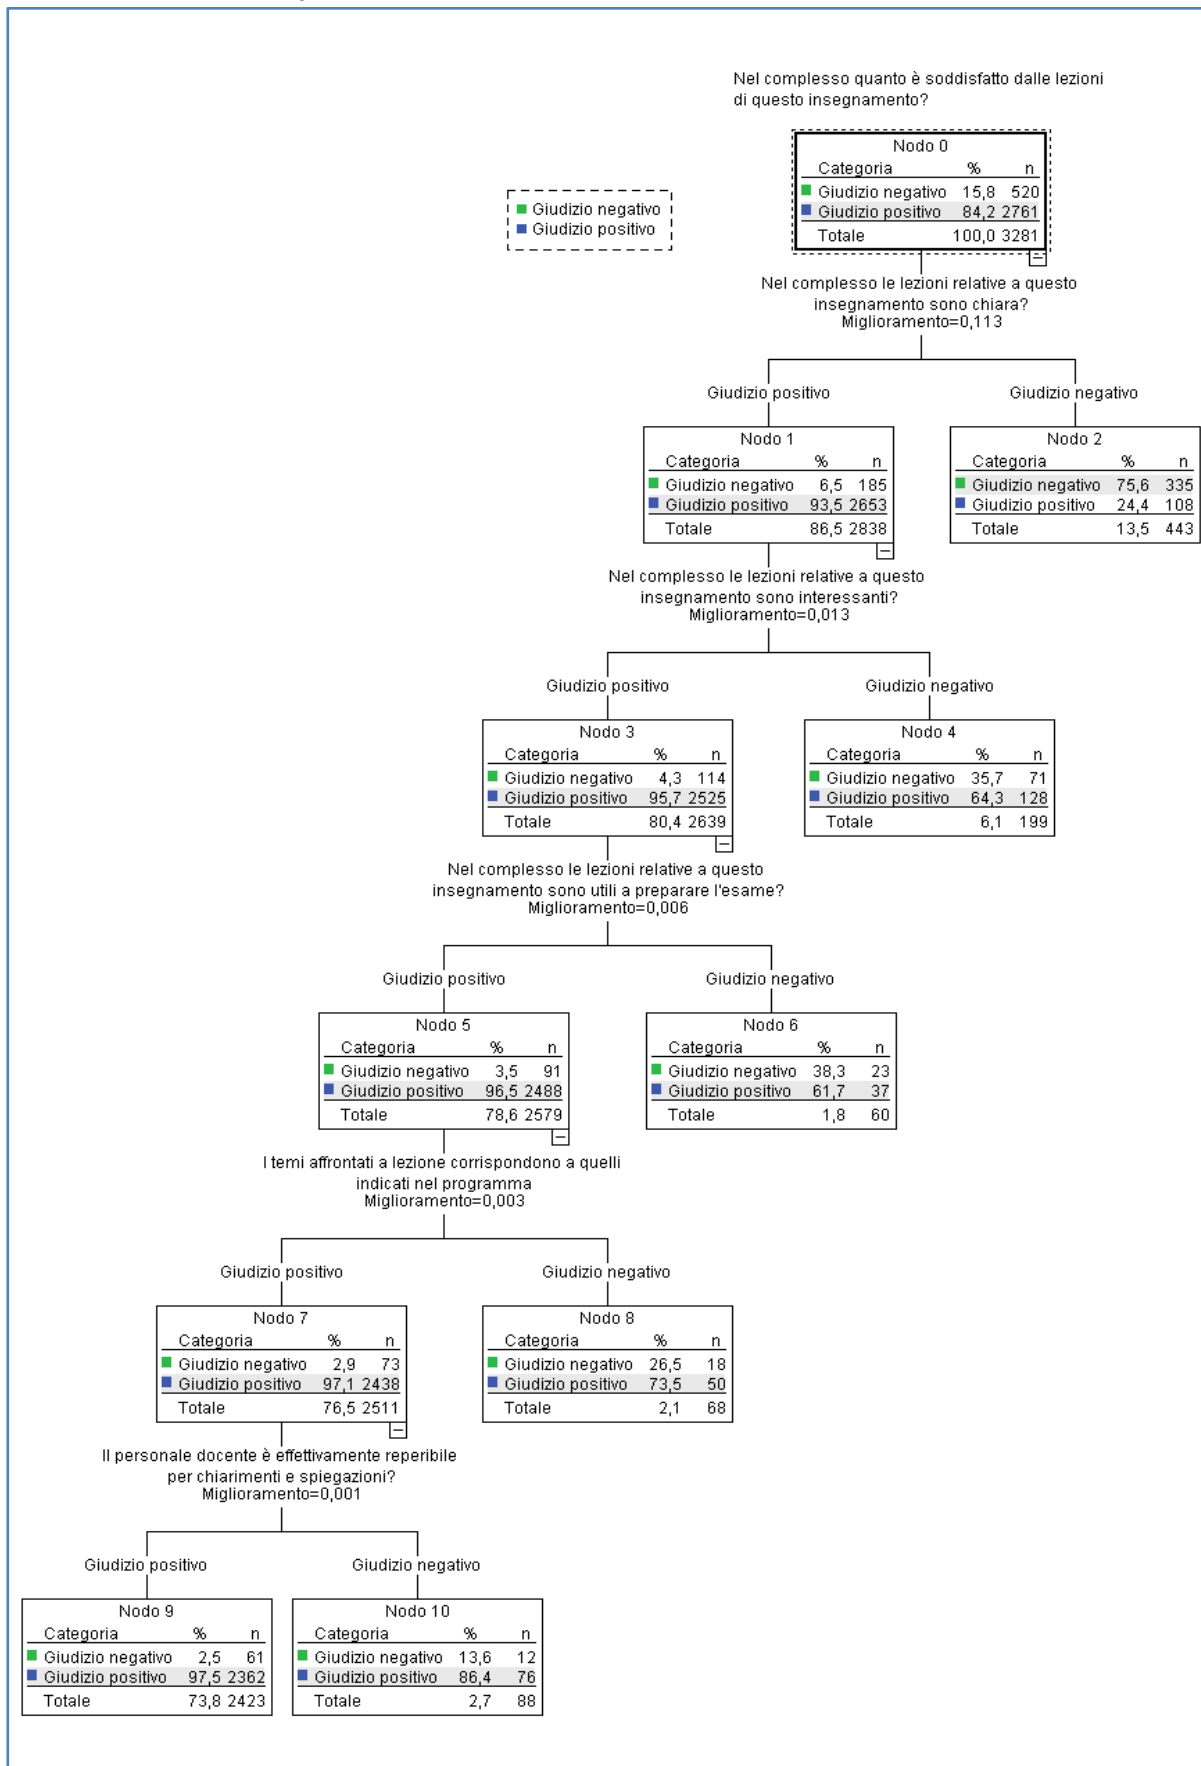 Nel complesso quanto è soddisfatto dalle lezioni
di questo insegnamento?
Nodo 0
Categoria % n
Giudizio negativo 15,8 520
Giudizio positivo 84,2 2761
Totale 100,0 3281
Giudizio negativo
Giudizio positivo
Nel complesso le lezioni relative a questo
insegnamento sono chiara?
Miglioramento=0,113
Giudizio positivo
Giudizio negativo
Nodo 1
Categoria % n
Giudizio negativo 6,5 185
Giudizio positivo 93,5 2653
Totale 86,5 2838
Nodo 2
Categoria % n
Giudizio negativo 75,6 335
Giudizio positivo 24,4 108
Totale 13,5 443
Nel complesso le lezioni relative a questo
insegnamento sono interessanti?
Miglioramento=0,013
Giudizio positivo
Giudizio negativo
Nodo 3
Categoria % n
Giudizio negativo 4,3 114
Giudizio positivo 95,7 2525
Totale 80,4 2639
Nodo 4
Categoria % n
Giudizio negativo 35,7 71
Giudizio positivo 64,3 128
Totale 6,1 199
Nel complesso le lezioni relative a questo
insegnamento sono utili a preparare l'esame?
Miglioramento=0,006
Giudizio positivo
Giudizio negativo
Nodo 5
Categoria % n
Giudizio negativo 3,5 91
Giudizio positivo 96,5 2488
Totale 78,6 2579
Nodo 6
Categoria % n
Giudizio negativo 38,3 23
Giudizio positivo 61,7 37
Totale 1,8 60
I temi affrontati a lezione corrispondono a quelli
indicati nel programma
Miglioramento=0,003
Giudizio positivo
Giudizio negativo
Nodo 7
Categoria % n
Giudizio negativo 2,9 73
Giudizio positivo 97,1 2438
Totale 76,5 2511
Nodo 8
Categoria % n
Giudizio negativo 26,5 18
Giudizio positivo 73,5 50
Totale 2,1 68
Il personale docente è effettivamente reperibile
per chiarimenti e spiegazioni?
Miglioramento=0,001
Giudizio positivo
Giudizio negativo
Nodo 9
Categoria % n
Giudizio negativo 2,5 61
Giudizio positivo 97,5 2362
Totale 73,8 2423
Nodo 10
Categoria % n
Giudizio negativo 13,6 12
Giudizio positivo 86,4 76
Totale 2,7 88